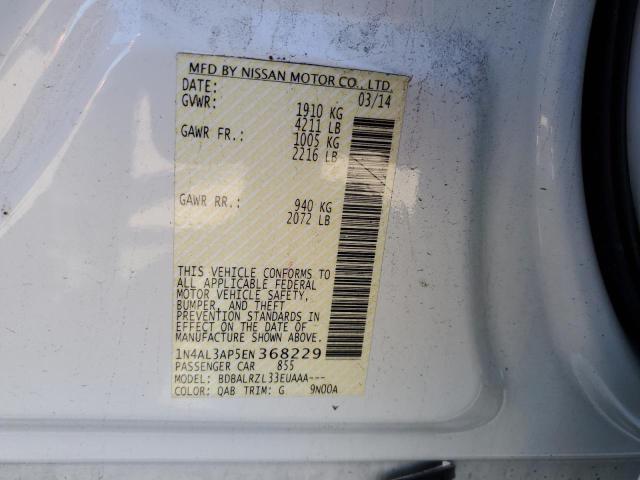 MFD BY NISSAN MOTOR CO., LTD.
DATE: 03/14
GVWR: 1910 KG
4211 LB
GAWR FR.: 1005 KG
2216 LB
GAWR RR.: 940 KG
2072 LB
THIS VEHICLE CONFORMS TO
ALL APPLICABLE FEDERAL
MOTOR VEHICLE SAFETY,
BUMPER, AND THEFT
PREVENTION STANDARDS IN
EFFECT ON THE DATE OF
MANUFACTURE SHOWN ABOVE.
1N4AL3AP5EN368229
PASSENGER CAR 855
MODEL: BDBALRZL33EUAAA---
COLOR: QAB TRIM: G 9N00A